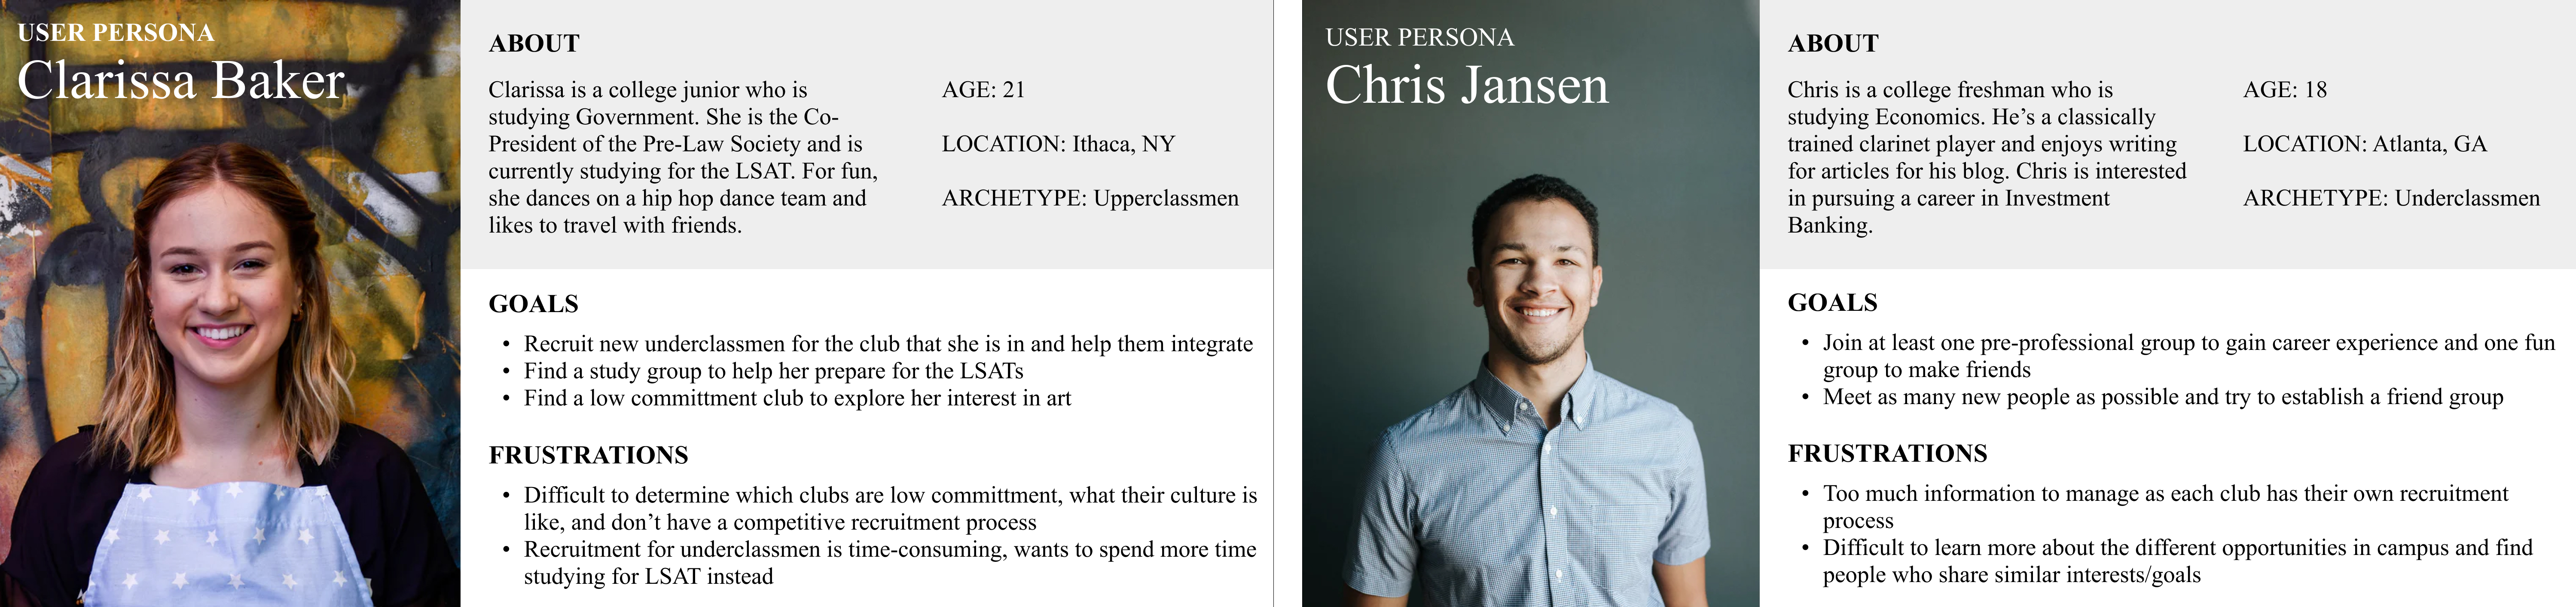 USER PERSONA
Clarissa Baker
ABOUT
Clarissa is a college junior who is
studying Government. She is the Co-
President of the Pre-Law Society and is
currently studying for the LSAT. For fun,
she dances on a hip hop dance team and
likes to travel with friends.
AGE: 21
LOCATION: Ithaca, NY
ARCHETYPE: Upperclassmen
GOALS
• Recruit new underclassmen for the club that she is in and help them integrate
• Find a study group to help her prepare for the LSATs
• Find a low committment club to explore her interest in art
FRUSTRATIONS
• Difficult to determine which clubs are low committment, what their culture is
like, and don’t have a competitive recruitment process
• Recruitment for underclassmen is time-consuming, wants to spend more time
studying for LSAT instead
USER PERSONA
Chris Jansen
ABOUT
Chris is a college freshman who is
studying Economics. He’s a classically
trained clarinet player and enjoys writing
for articles for his blog. Chris is interested
in pursuing a career in Investment
Banking.
AGE: 18
LOCATION: Atlanta, GA
ARCHETYPE: Underclassmen
GOALS
• Join at least one pre-professional group to gain career experience and one fun
group to make friends
• Meet as many new people as possible and try to establish a friend group
FRUSTRATIONS
• Too much information to manage as each club has their own recruitment
process
• Difficult to learn more about the different opportunities in campus and find
people who share similar interests/goals